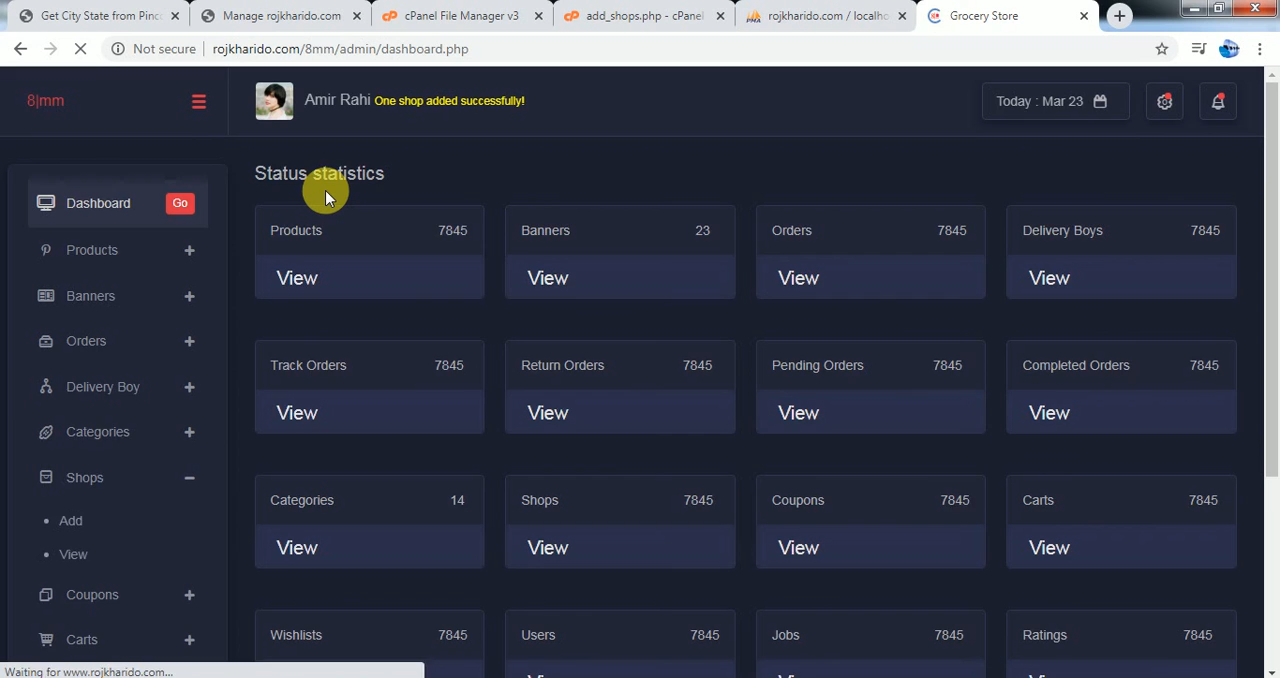 Get City State from Pinc
Manage rojkharido.com
cPanel File Manager v3
add_shops.php - cPanel
rojkharido.com / localho
Grocery Store
Not secure
rojkharido.com/8mm/admin/dashboard.php
8|mm
Amir Rahi One shop added successfully!
Today : Mar 23
Status statistics
Dashboard
Go
Products
Banners
Orders
Delivery Boy
Categories
Shops
Add
View
Coupons
Carts
Products 7845
View
Banners 23
View
Orders 7845
View
Delivery Boys 7845
View
Track Orders 7845
View
Return Orders 7845
View
Pending Orders 7845
View
Completed Orders 7845
View
Categories 14
View
Shops 7845
View
Coupons 7845
View
Carts 7845
View
Wishlists 7845
Users 7845
Jobs 7845
Ratings 7845
Waiting for www.rojkharido.com...